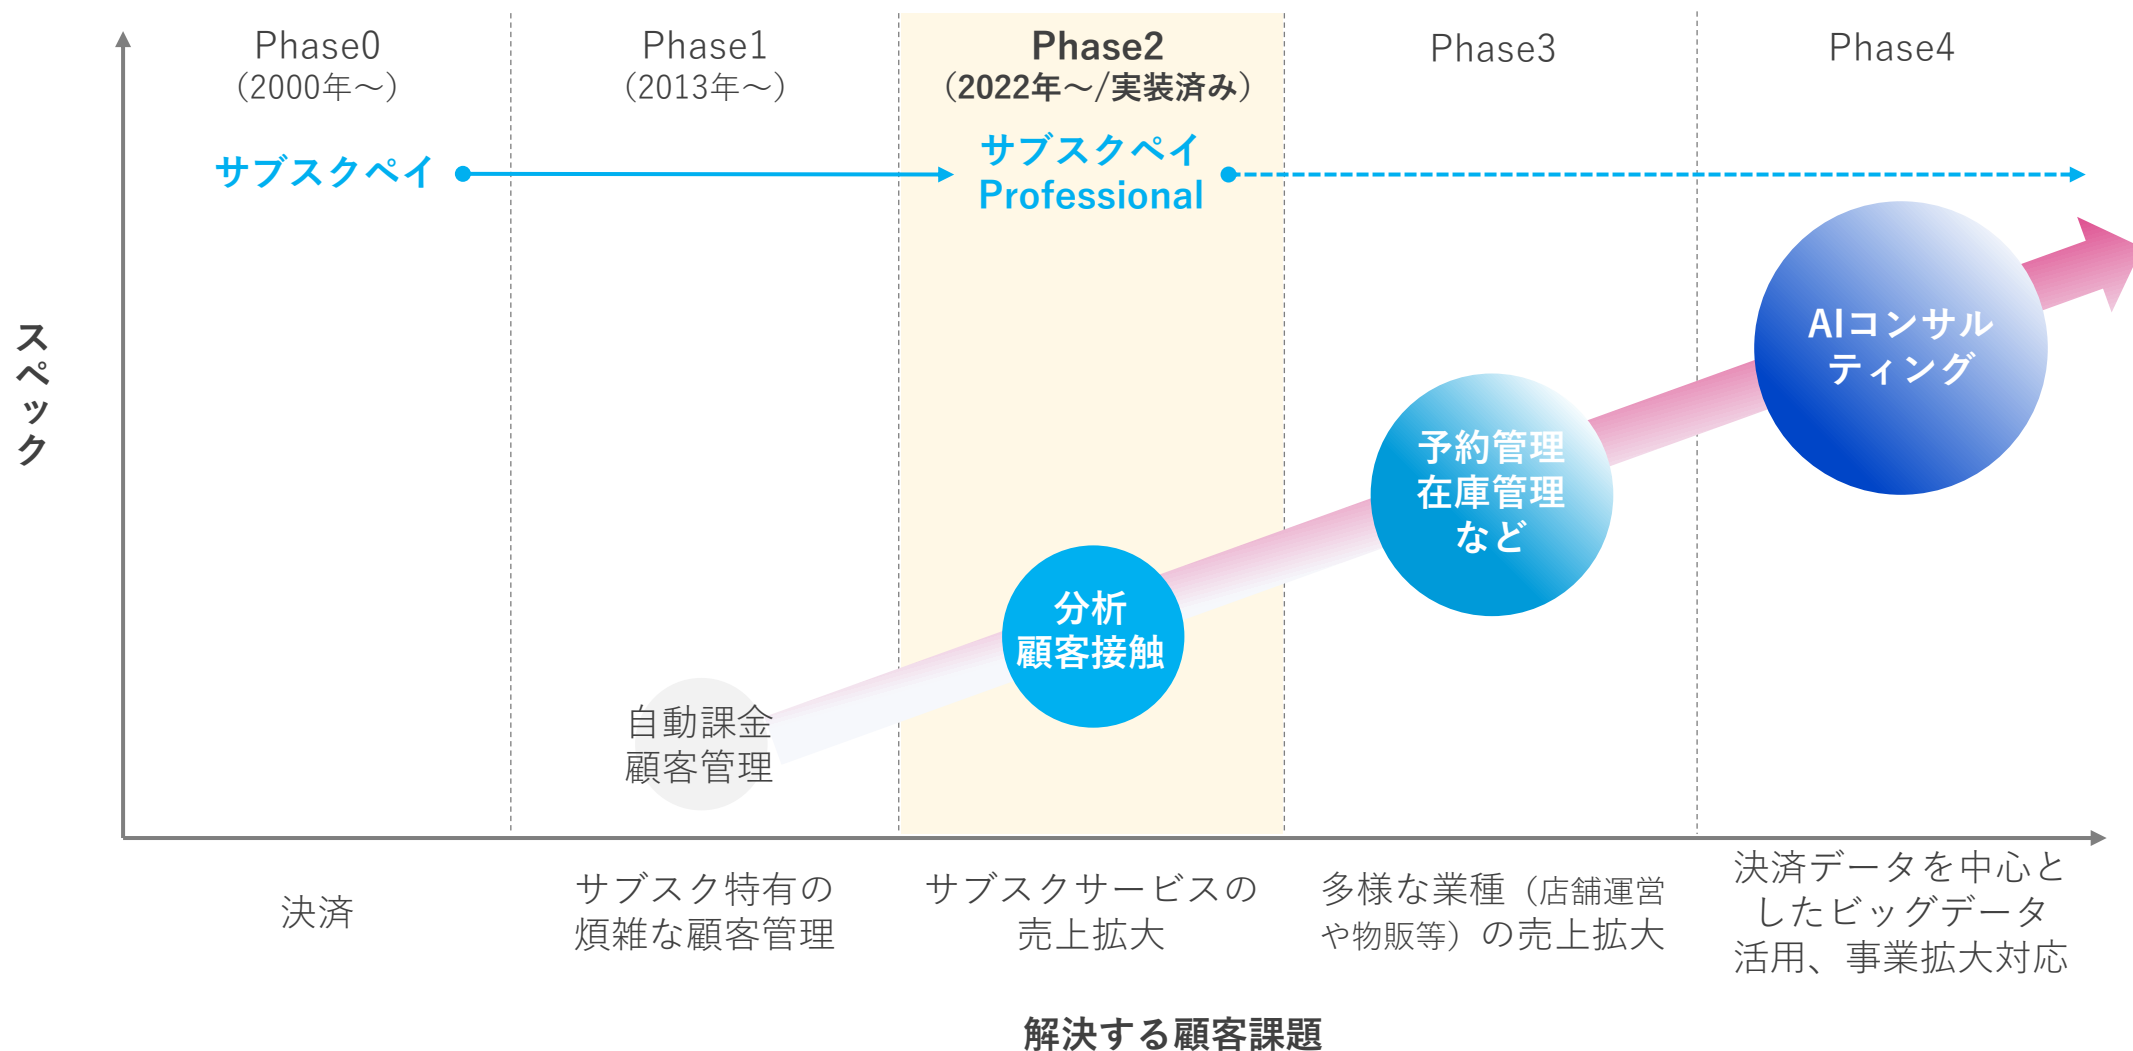 Phase0
（2000年～）
Phase1
（2013年～）
Phase2
（2022年～/実装済み）
Phase3
Phase4
サブスクペイ
サブスクペイ
Professional
スペック
自動課金
顧客管理
分析
顧客接触
予約管理
在庫管理
など
AIコンサル
ティング
決済
サブスク特有の
煩雑な顧客管理
サブスクサービスの
売上拡大
多様な業種（店舗運営
や物販等）の売上拡大
決済データを中心と
したビッグデータ
活用、事業拡大対応
解決する顧客課題